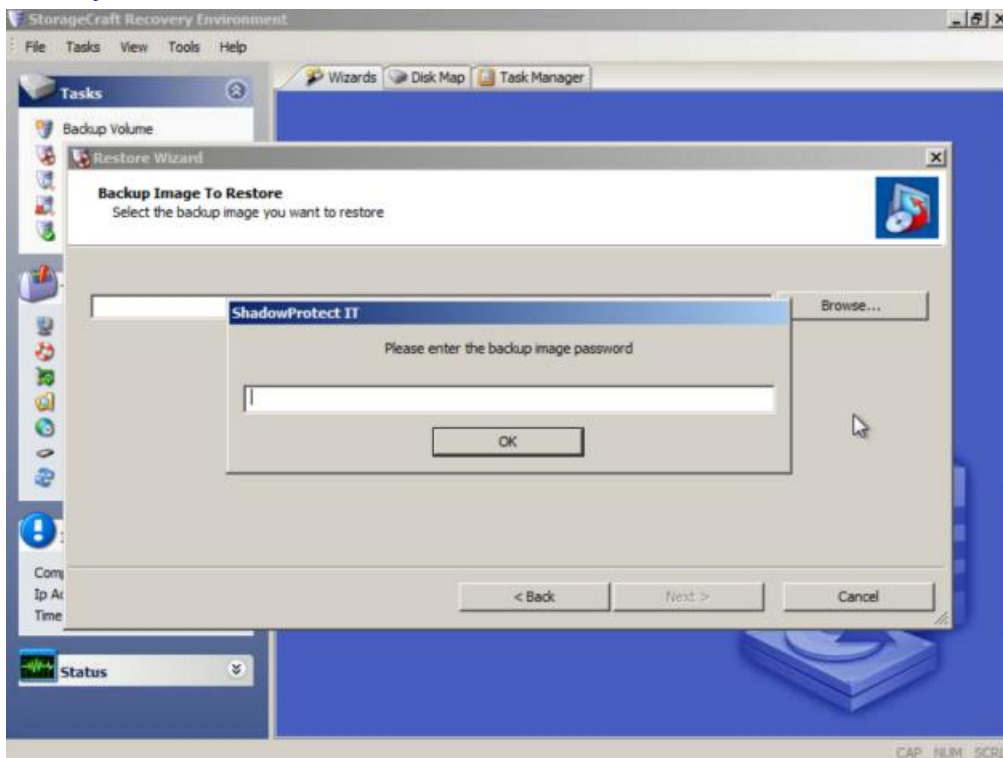 StorageCraft Recovery Environment
File Tasks View Tools Help
Wizards Disk Map Task Manager
Tasks
Backup Volume
Restore Wizard
Backup Image To Restore
Select the backup image you want to restore
Browse...
ShadowProtect IT
Please enter the backup image password
OK
Ip
Time
< Back Next > Cancel
Status
CAP NUM